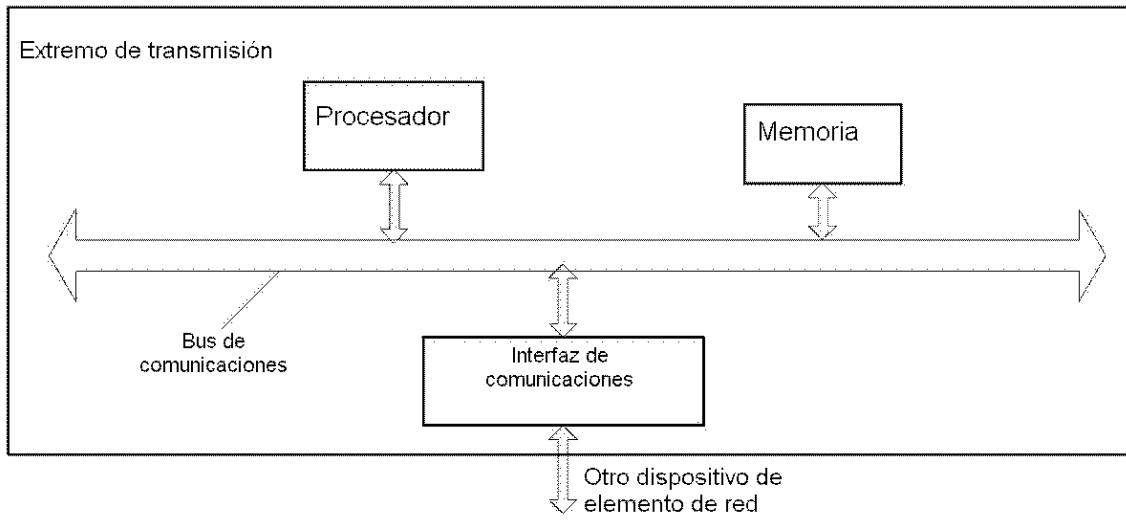 Extremo de transmisión
Procesador
Memoria
Bus de
comunicaciones
Interfaz de
comunicaciones
Otro dispositivo de
elemento de red